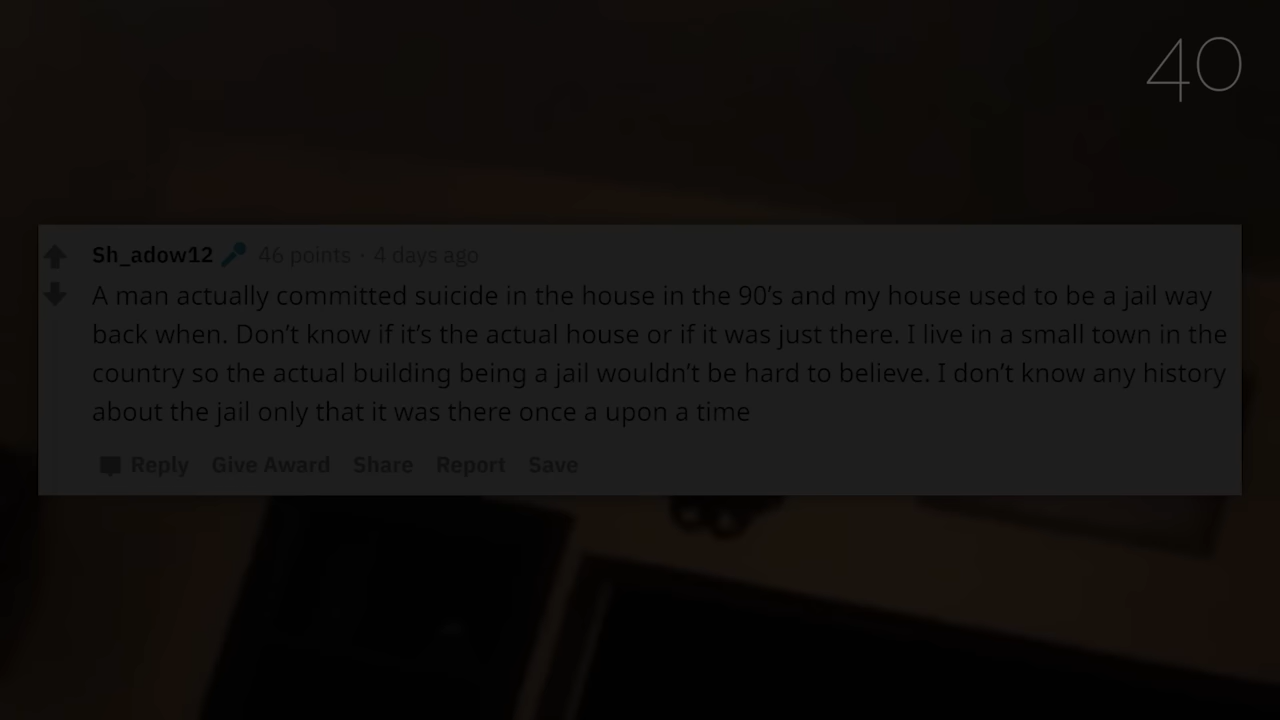 40
Sh_adow12 46 points · 4 days ago
A man actually committed suicide in the house in the 90's and my house used to be a jail way
back when. Don't know if it's the actual house or if it was just there. I live in a small town in the
country so the actual building being a jail wouldn't be hard to believe. I don't know any history
about the jail only that it was there once a upon a time
Reply Give Award Share Report Save